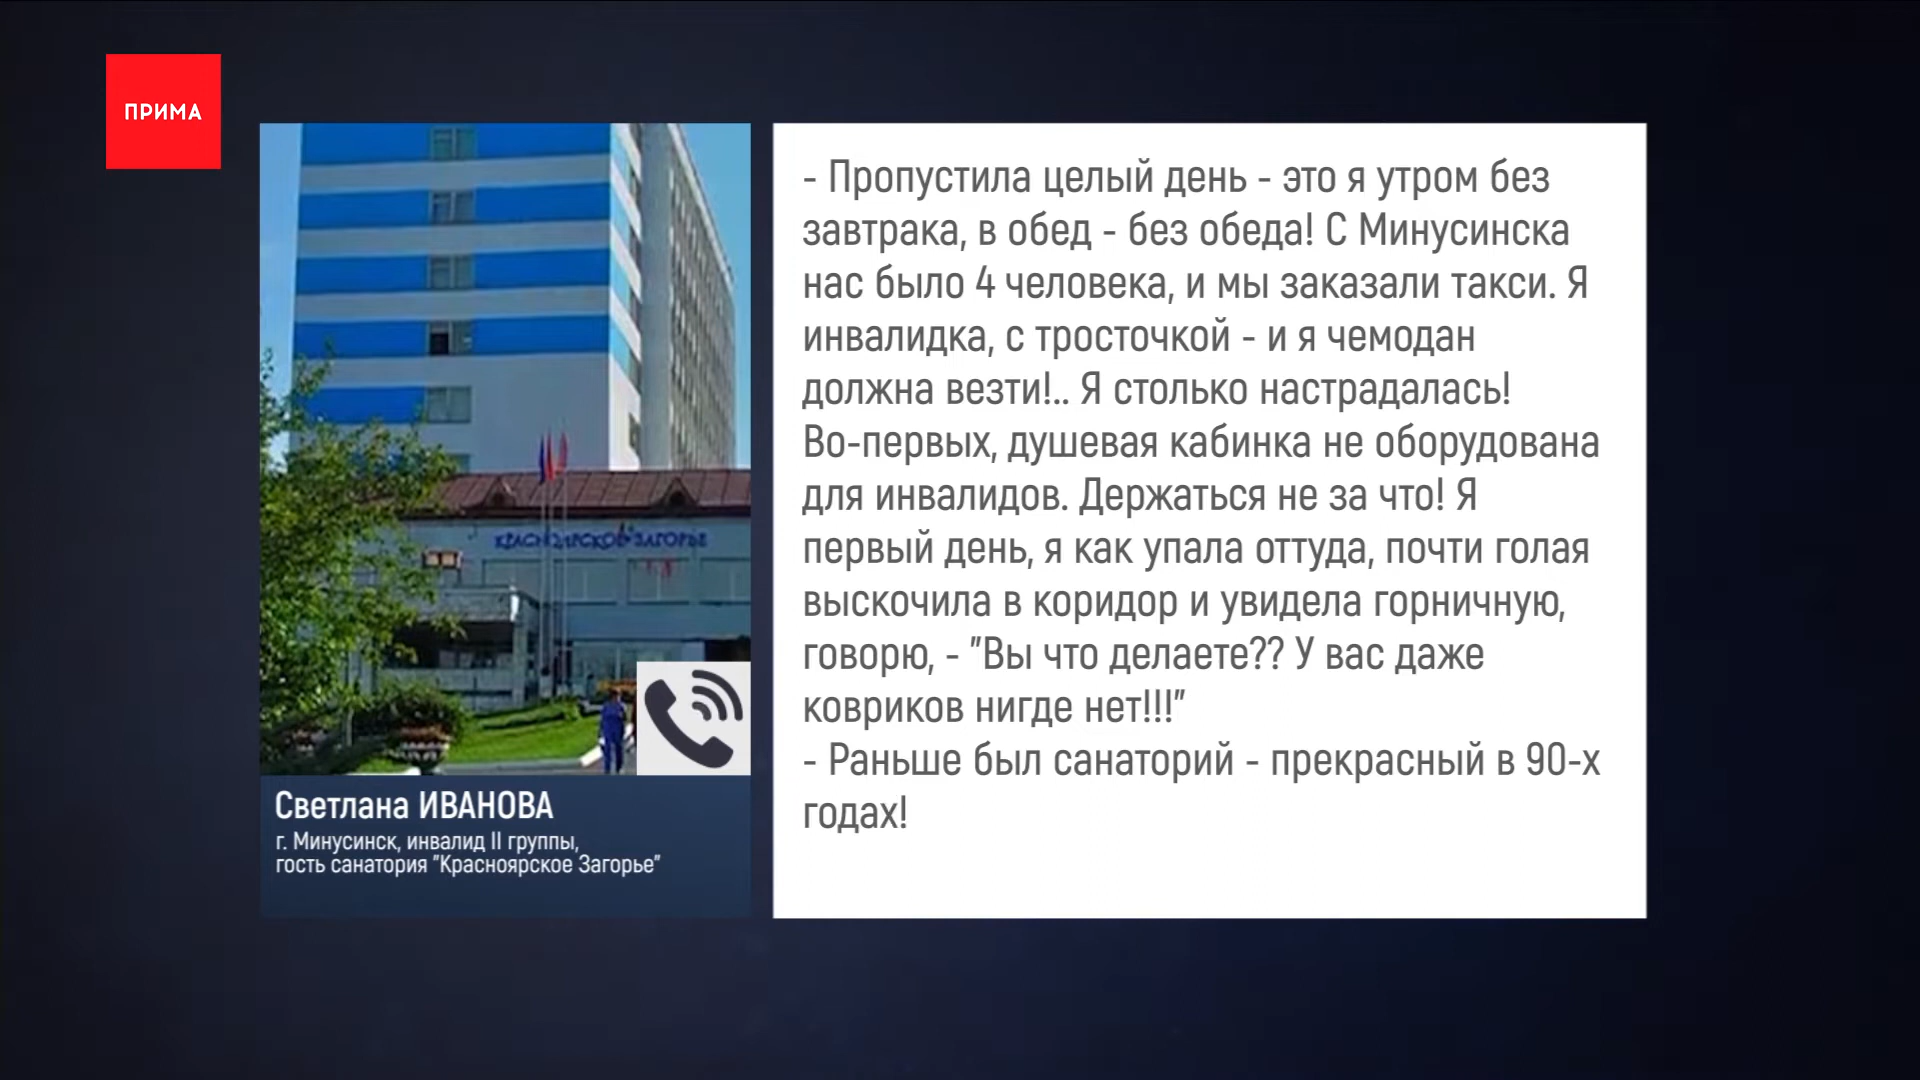 ПРИМА
- Пропустила целый день - это я утром без
завтрака, в обед - без обеда! С Минусинска
нас было 4 человека, и мы заказали такси. Я
инвалидка, с тросточкой - и я чемодан
должна везти!.. Я столько настрадалась!
Во-первых, душевая кабинка не оборудована
для инвалидов. Держаться не за что! Я
первый день, я как упала оттуда, почти голая
выскочила в коридор и увидела горничную,
говорю, - "Вы что делаете?? У вас даже
ковриков нигде нет!!!"
- Раньше был санаторий - прекрасный в 90-х
годах!
КРАСНОЯРСКОЕ ЗАГОРЬЕ
Светлана ИВАНОВА
г. Минусинск, инвалид II группы,
гость санатория "Красноярское Загорье"